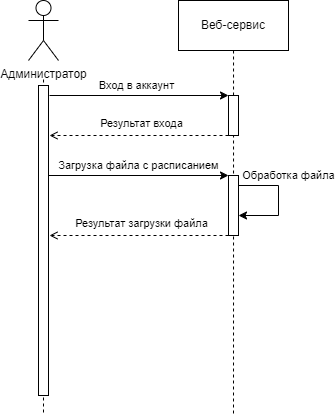 Веб-сервис
Администратор
Вход в аккаунт
Результат входа
Загрузка файла с расписанием
Обработка файла
Результат загрузки файла